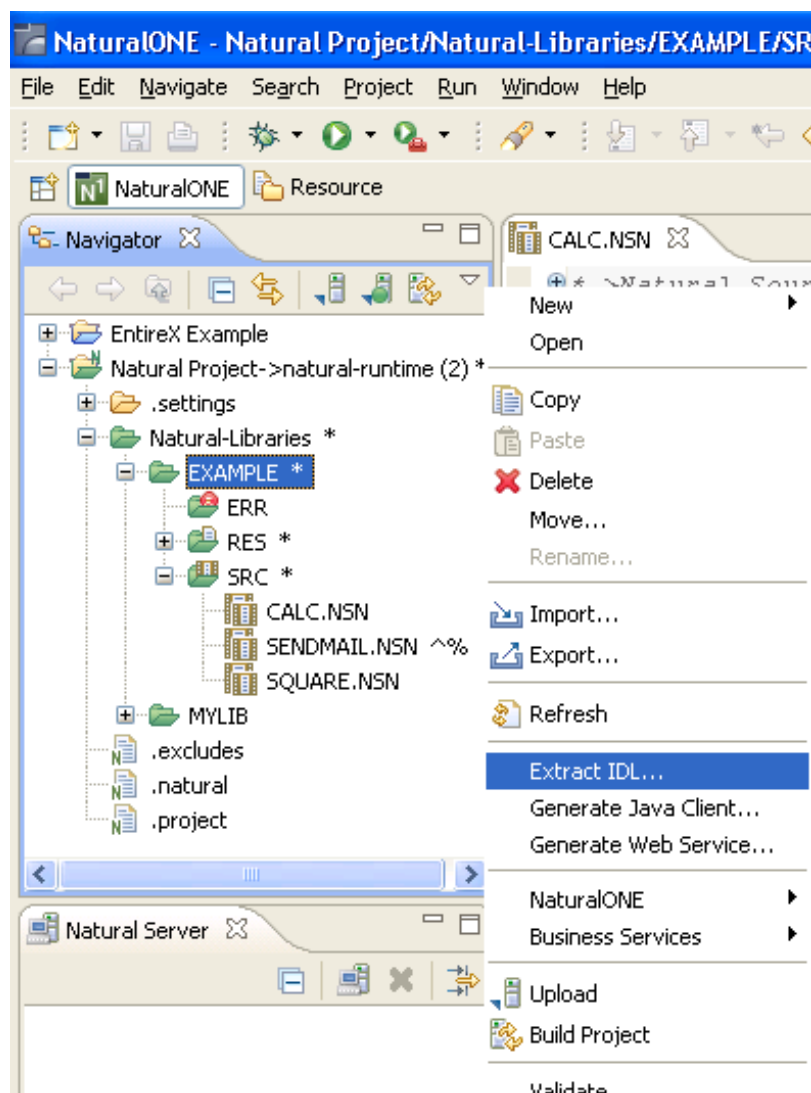 NaturalONE - Natural Project/Natural-Libraries/EXAMPLE/SR
File Edit Navigate Search Project Run Window Help
NaturalONE Resource
Navigator
CALC.NSN
* >Natural Sour
EntireX Example
Natural Project->natural-runtime (2) *
.settings
Natural-Libraries *
EXAMPLE *
ERR
RES *
SRC *
CALC.NSN
SENDMAIL.NSN ^%
SQUARE.NSN
MYLIB
.excludes
.natural
.project
Natural Server
New
Open
Copy
Paste
Delete
Move...
Rename...
Import...
Export...
Refresh
Extract IDL...
Generate Java Client...
Generate Web Service...
NaturalONE
Business Services
Upload
Build Project
Validate